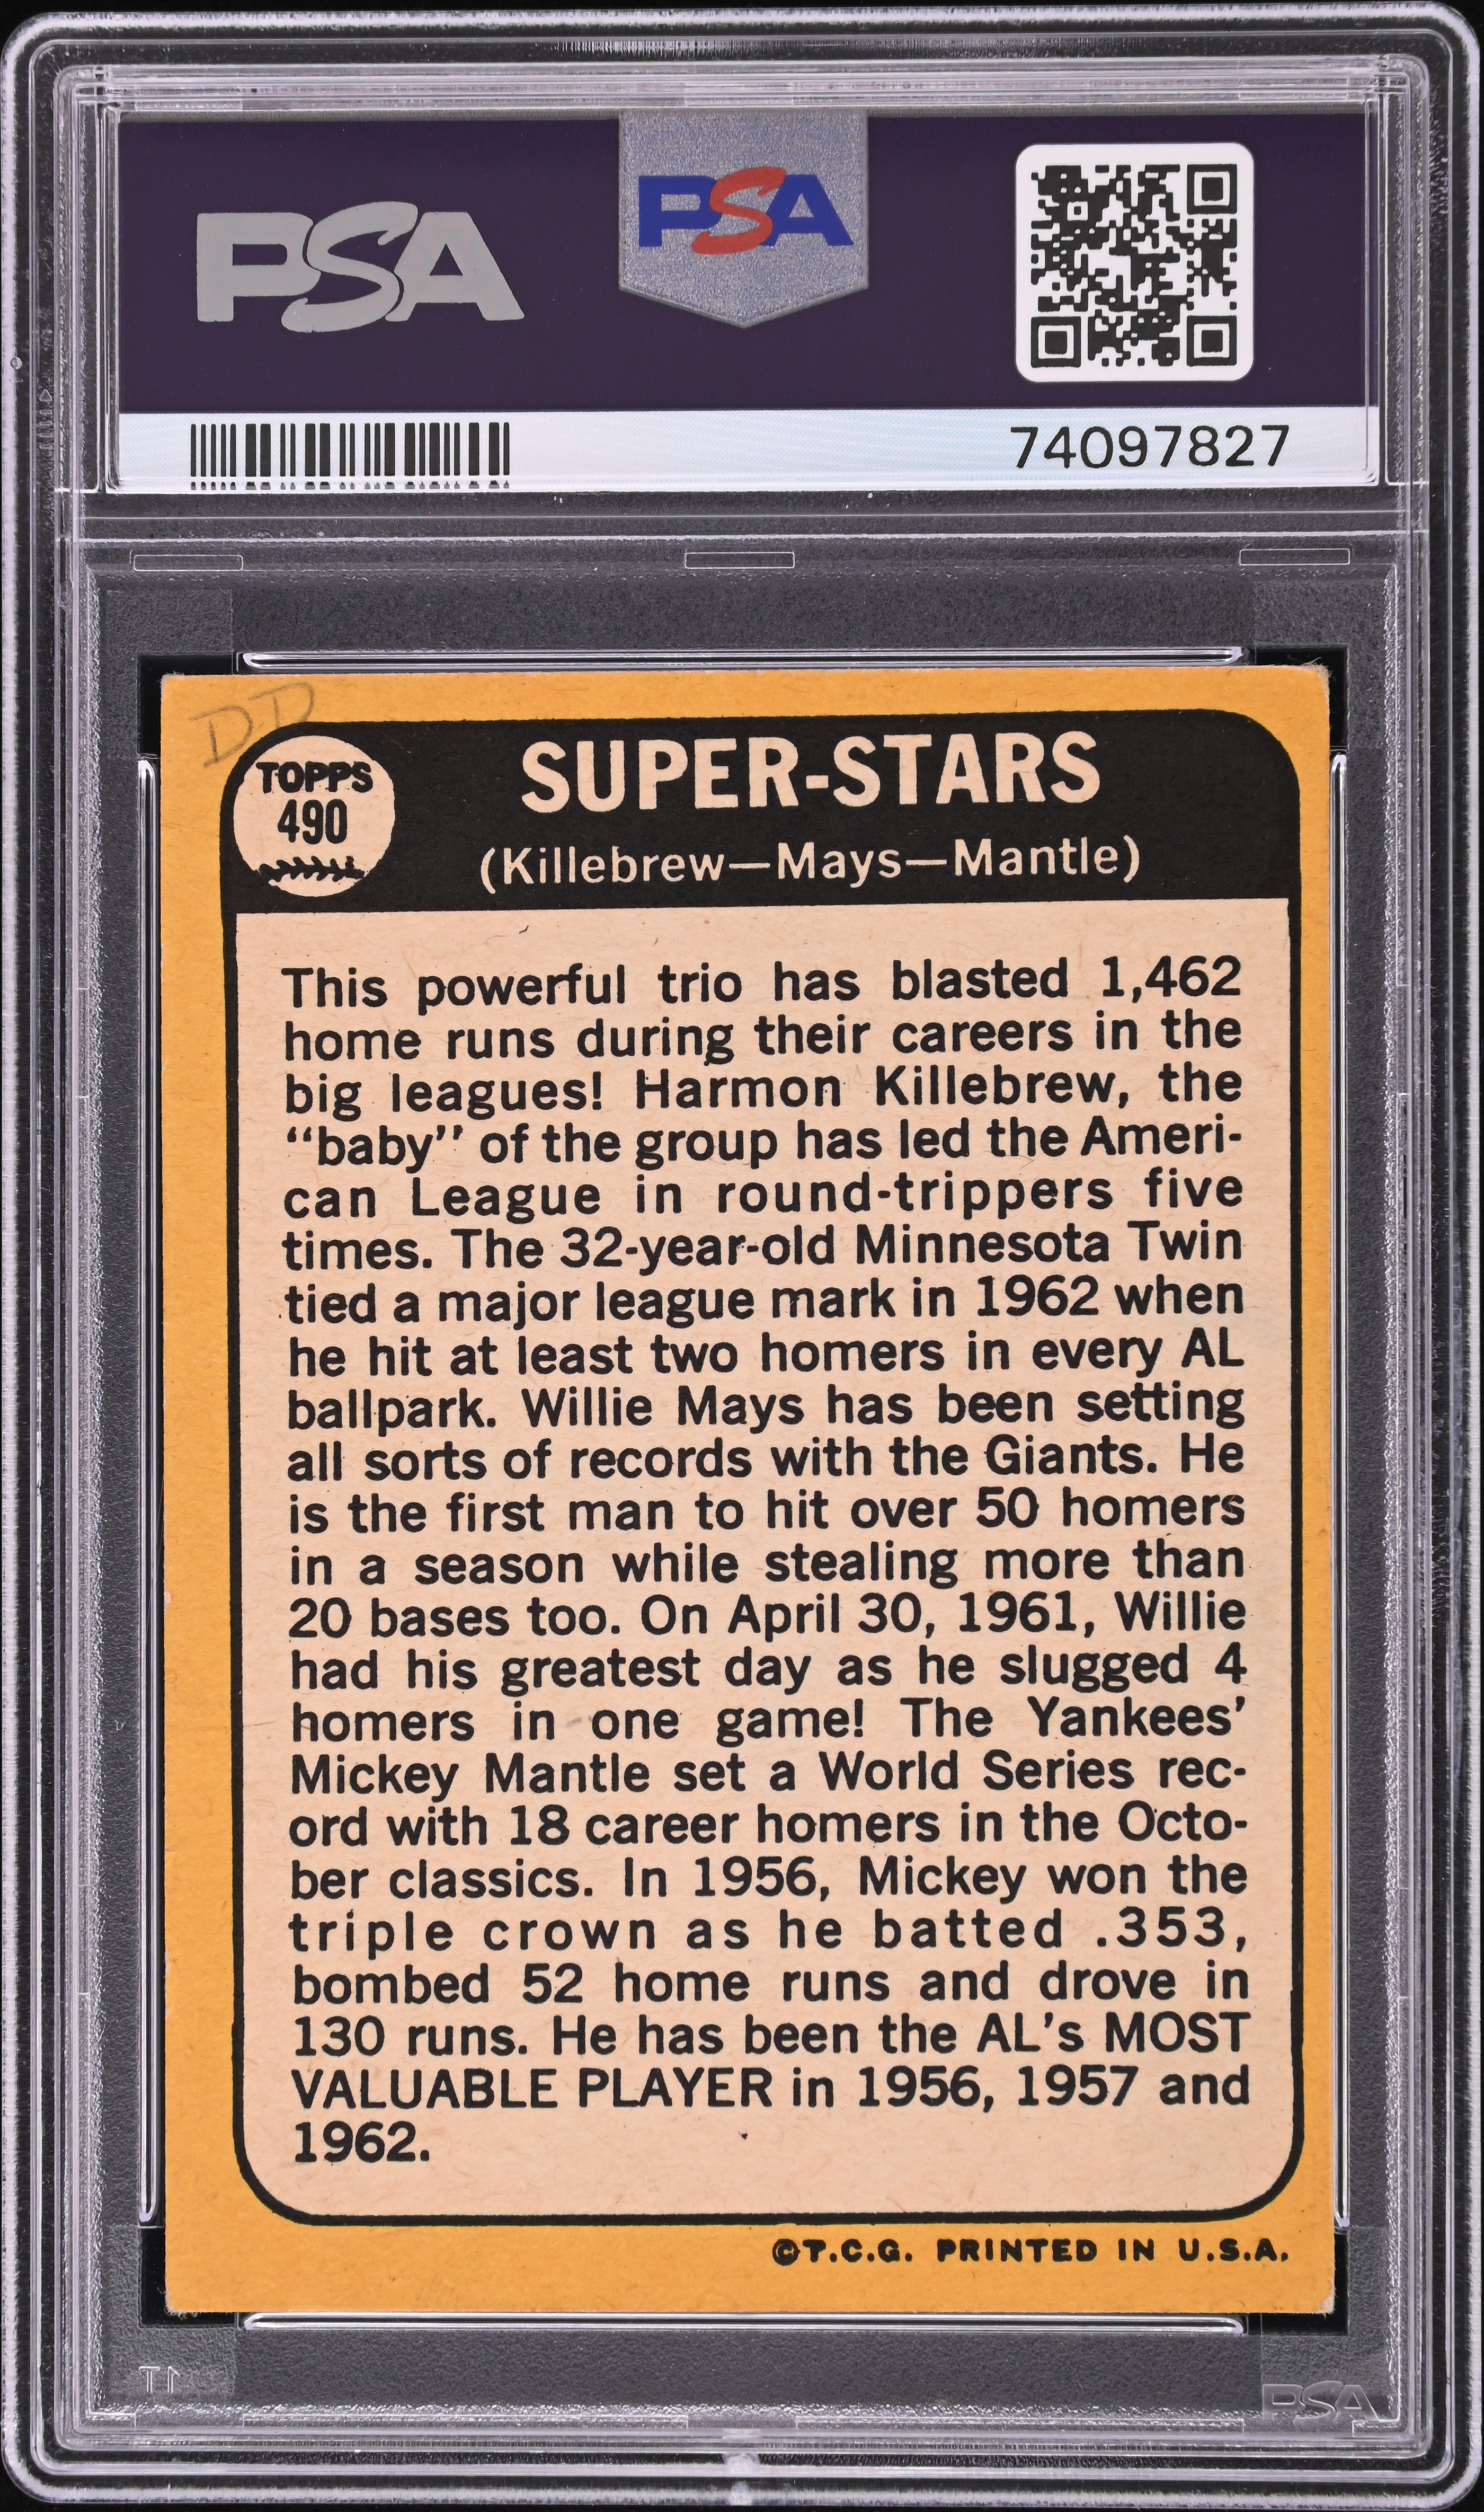 PSA
PSA
74097827
DD
TOPPS
490
SUPER-STARS
(Killebrew—Mays—Mantle)
This powerful trio has blasted 1,462
home runs during their careers in the
big leagues! Harmon Killebrew, the
“baby” of the group has led the Ameri-
can League in round-trippers five
times. The 32-year-old Minnesota Twin
tied a major league mark in 1962 when
he hit at least two homers in every AL
ballpark. Willie Mays has been setting
all sorts of records with the Giants. He
is the first man to hit over 50 homers
in a season while stealing more than
20 bases too. On April 30, 1961, Willie
had his greatest day as he slugged 4
homers in one game! The Yankees’
Mickey Mantle set a World Series rec-
ord with 18 career homers in the Octo-
ber classics. In 1956, Mickey won the
triple crown as he batted .353,
bombed 52 home runs and drove in
130 runs. He has been the AL’s MOST
VALUABLE PLAYER in 1956, 1957 and
1962.
©T.C.G. PRINTED IN U.S.A.
PSA